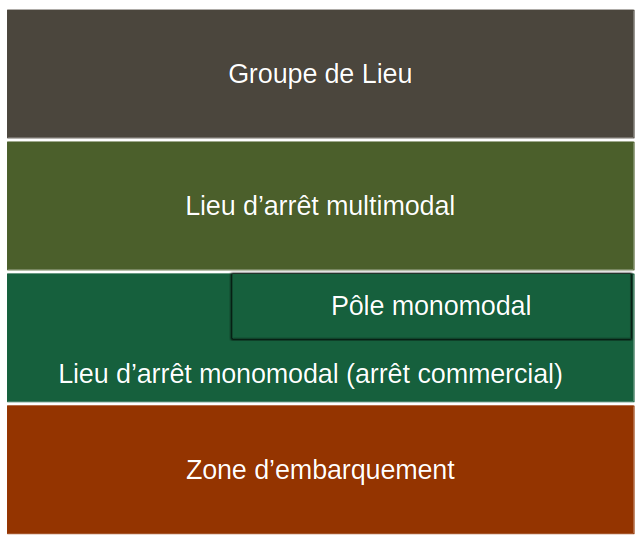 Groupe de Lieu
Lieu d’arrêt multimodal
Pôle monomodal
Lieu d’arrêt monomodal (arrêt commercial)
Zone d’embarquement